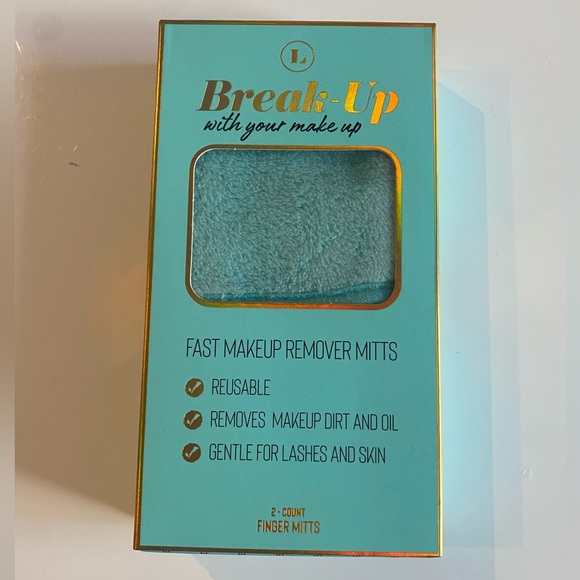 L
Break-Up
with your make up
FAST MAKEUP REMOVER MITTS
REUSABLE
REMOVES MAKEUP DIRT AND OIL
GENTLE FOR LASHES AND SKIN
2-COUNT
FINGER MITTS